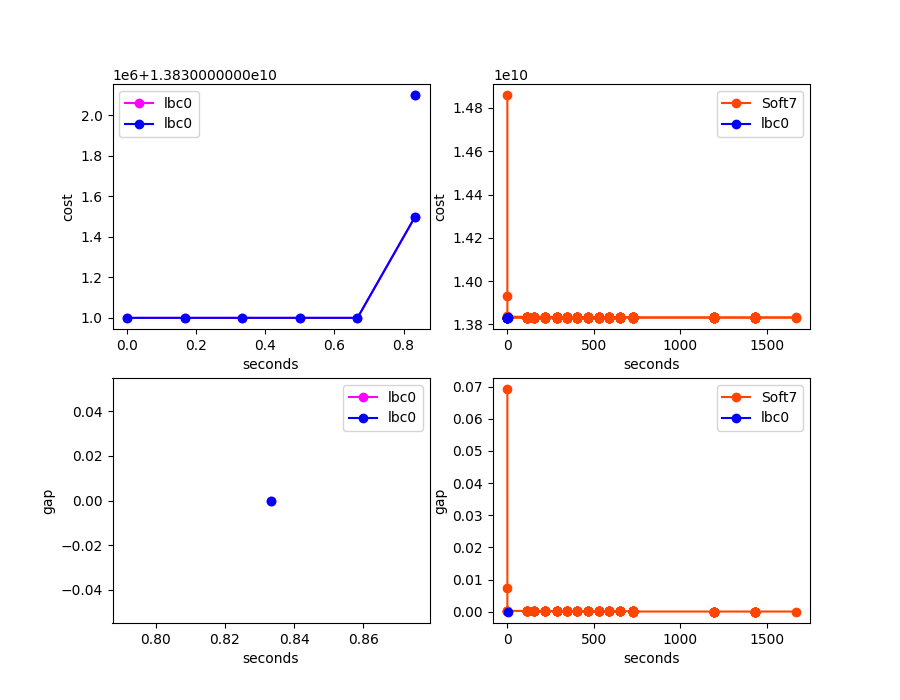 1e6+1.3830000000e10
2.0
1.8
1.6
1.4
1.2
1.0
cost
0.0 0.2 0.4 0.6 0.8
seconds
lbc0
lbc0
1e10
1.48
1.46
1.44
1.42
1.40
1.38
cost
0 500 1000 1500
seconds
Soft7
lbc0
0.04
0.02
0.00
−0.02
−0.04
gap
0.80 0.82 0.84 0.86
seconds
lbc0
lbc0
0.07
0.06
0.05
0.04
0.03
0.02
0.01
0.00
gap
0 500 1000 1500
seconds
Soft7
lbc0